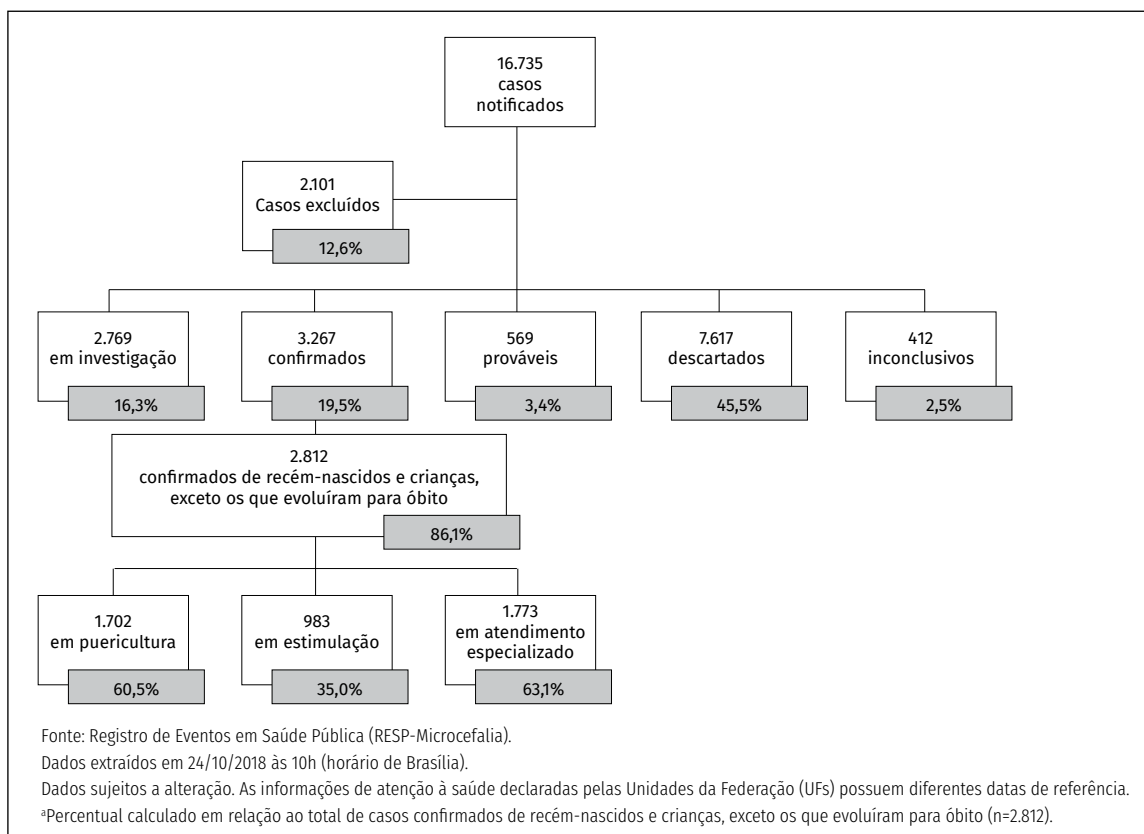 16.735
casos
notificados
2.101
Casos excluídos
12,6%
2.769
em investigação
16,3%
3.267
confirmados
19,5%
569
prováveis
3,4%
7.617
descartados
45,5%
412
inconclusivos
2,5%
2.812
confirmados de recém-nascidos e crianças,
exceto os que evoluíram para óbito
86,1%
1.702
em puericultura
60,5%
983
em estimulação
35,0%
1.773
em atendimento
especializado
63,1%
Fonte: Registro de Eventos em Saúde Pública (RESP-Microcefalia).
Dados extraídos em 24/10/2018 às 10h (horário de Brasília).
Dados sujeitos a alteração. As informações de atenção à saúde declaradas pelas Unidades da Federação (UFs) possuem diferentes datas de referência.
ªPercentual calculado em relação ao total de casos confirmados de recém-nascidos e crianças, exceto os que evoluíram para óbito (n=2.812).